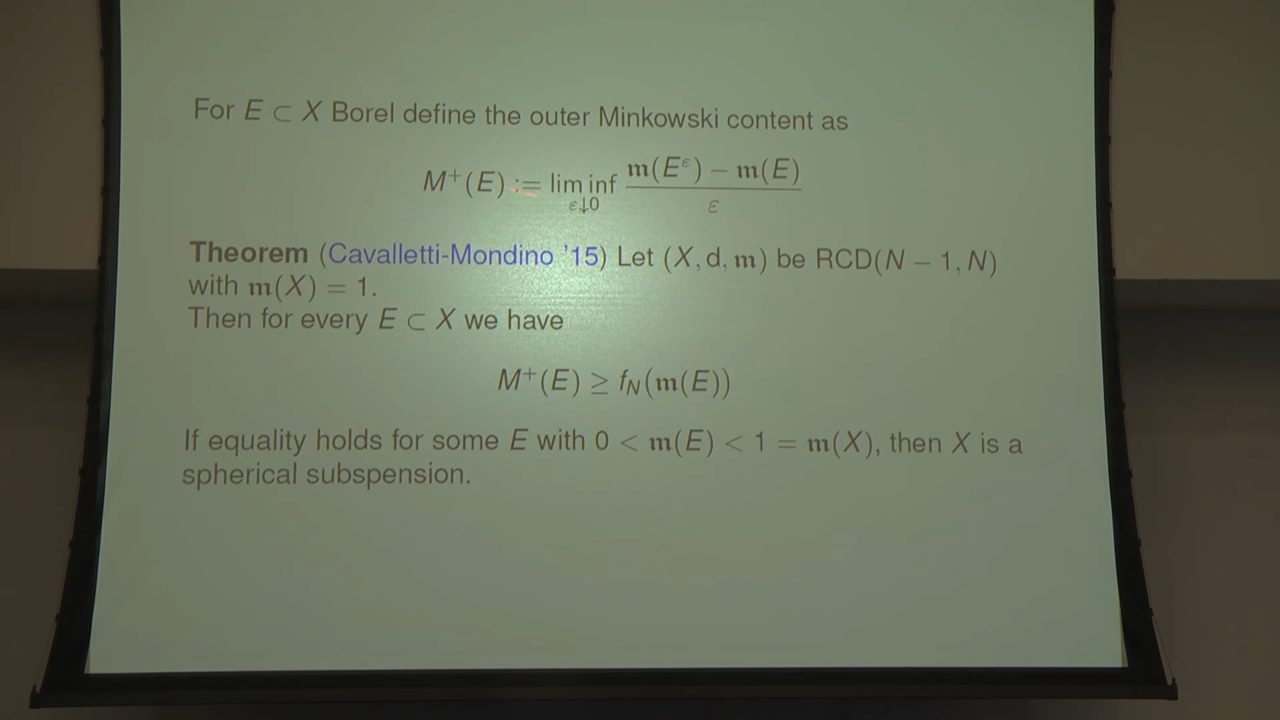 For E ⊂ X Borel define the outer Minkowski content as
M⁺(E) := lim inf_{ε↓0} (𝔪(E^ε) − 𝔪(E)) / ε
Theorem (Cavalletti-Mondino '15) Let (X, d, 𝔪) be RCD(N − 1, N)
with 𝔪(X) = 1.
Then for every E ⊂ X we have
M⁺(E) ≥ f_N(𝔪(E))
If equality holds for some E with 0 < 𝔪(E) < 1 = 𝔪(X), then X is a
spherical subspension.